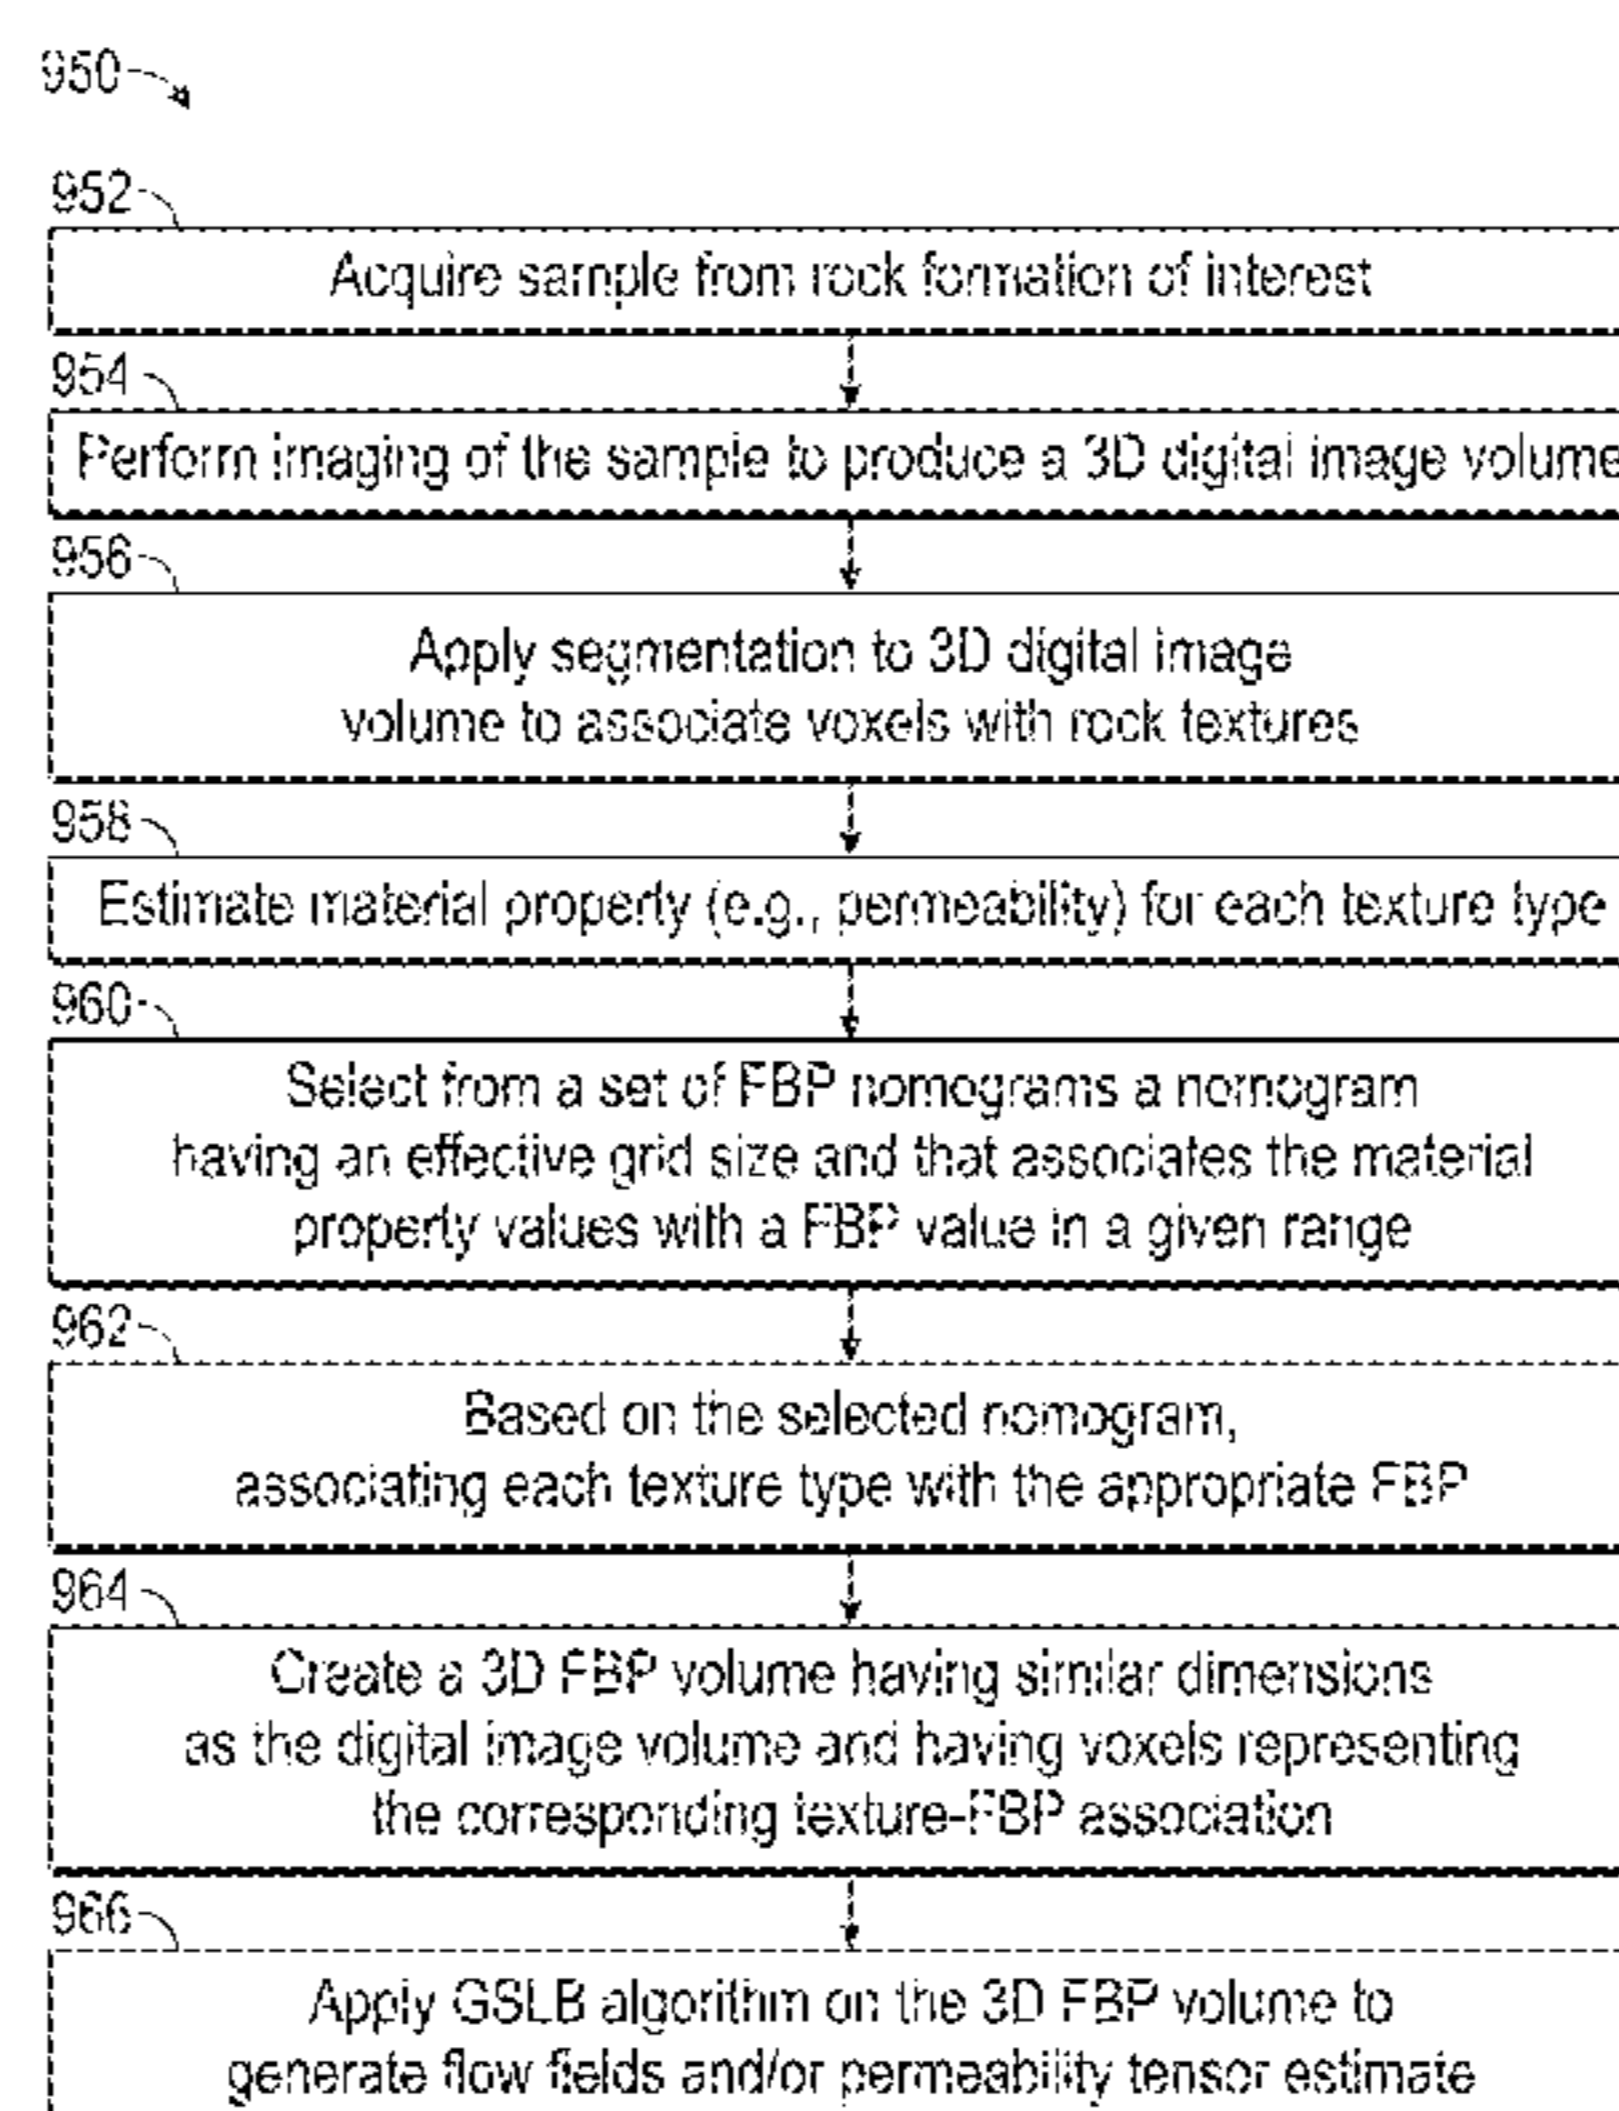 950
952
Acquire sample from rock formation of interest
954
Perform imaging of the sample to produce a 3D digital image volume
956
Apply segmentation to 3D digital image
volume to associate voxels with rock textures
958
Estimate material property (e.g., permeability) for each texture type
960
Select from a set of FBP nomograms a nomogram
having an effective grid size and that associates the material
property values with a FBP value in a given range
962
Based on the selected nomogram,
associating each texture type with the appropriate FBP
964
Create a 3D FBP volume having similar dimensions
as the digital image volume and having voxels representing
the corresponding texture-FBP association
966
Apply GSLB algorithm on the 3D FBP volume to
generate flow fields and/or permeability tensor estimate